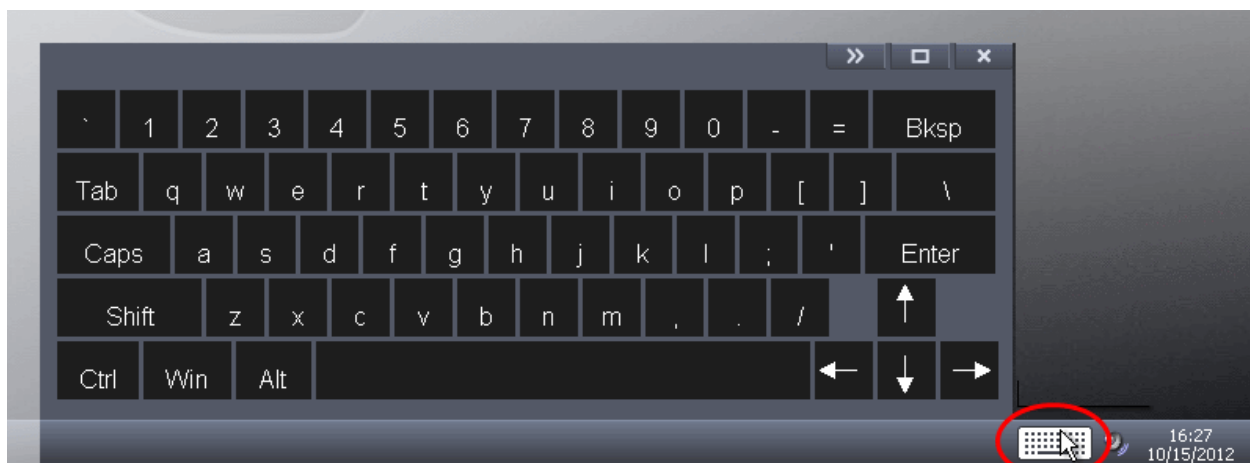 ` 1 2 3 4 5 6 7 8 9 0 - = Bksp
Tab q w e r t y u i o p [ ] \
Caps a s d f g h j k l ; ' Enter
Shift z x c v b n m , . /
Ctrl Win Alt
16:27
10/15/2012